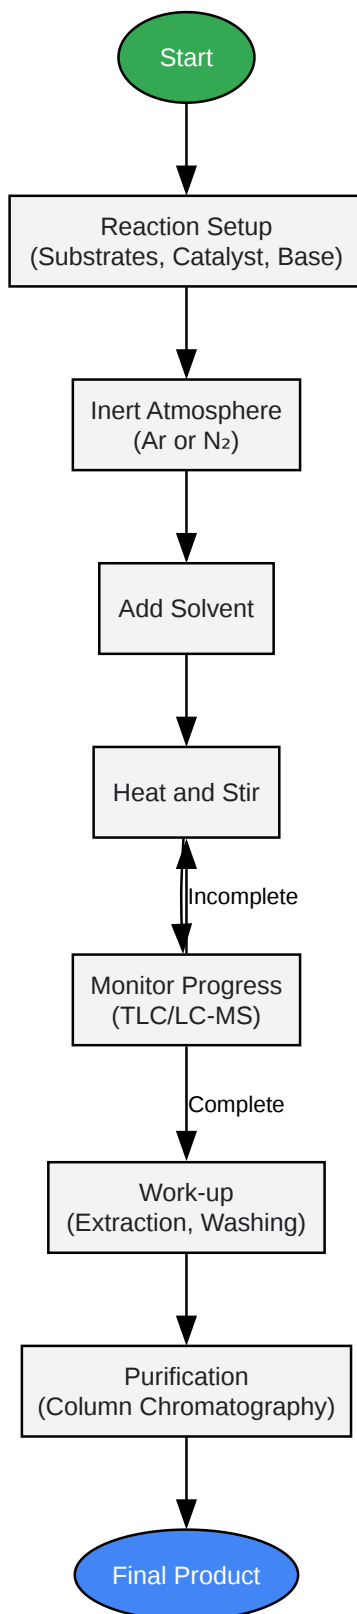 Start
Reaction Setup
(Substrates, Catalyst, Base)
Inert Atmosphere
(Ar or N₂)
Add Solvent
Heat and Stir
Incomplete
Monitor Progress
(TLC/LC-MS)
Complete
Work-up
(Extraction, Washing)
Purification
(Column Chromatography)
Final Product